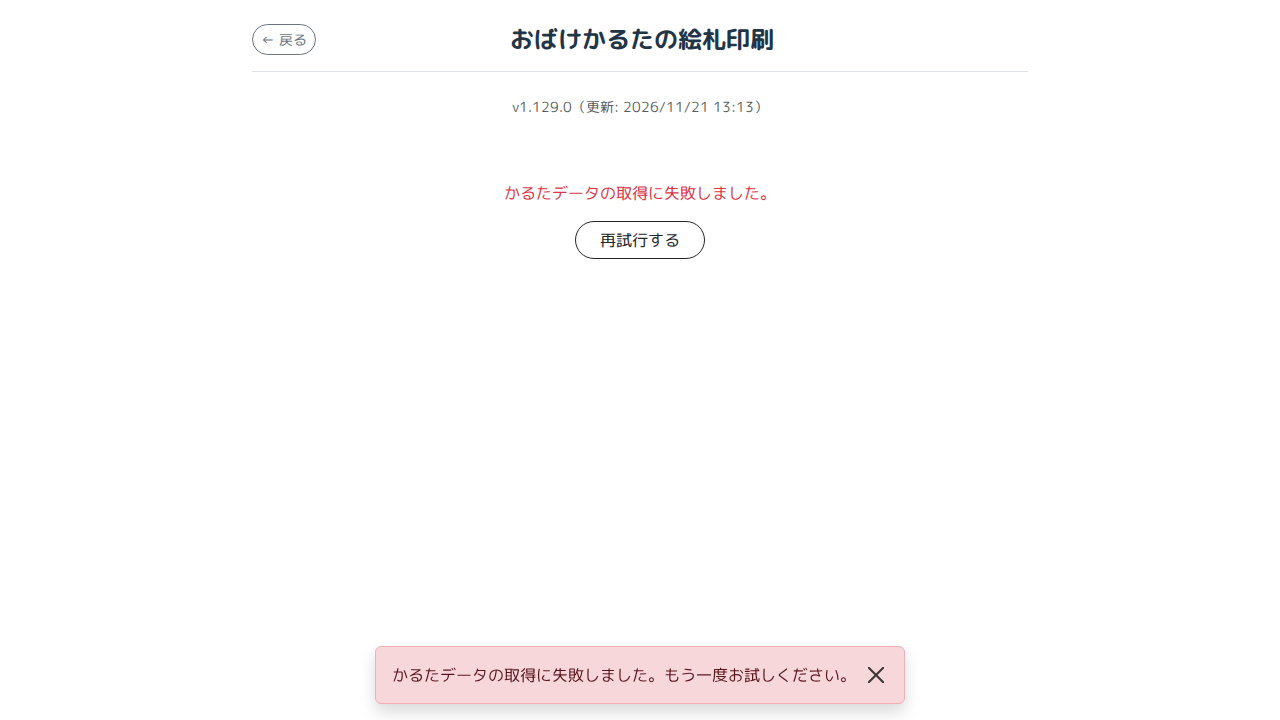 ← 戻る
おばけかるたの絵札印刷
v1.129.0（更新: 2026/11/21 13:13）
かるたデータの取得に失敗しました。
再試行する
かるたデータの取得に失敗しました。もう一度お試しください。